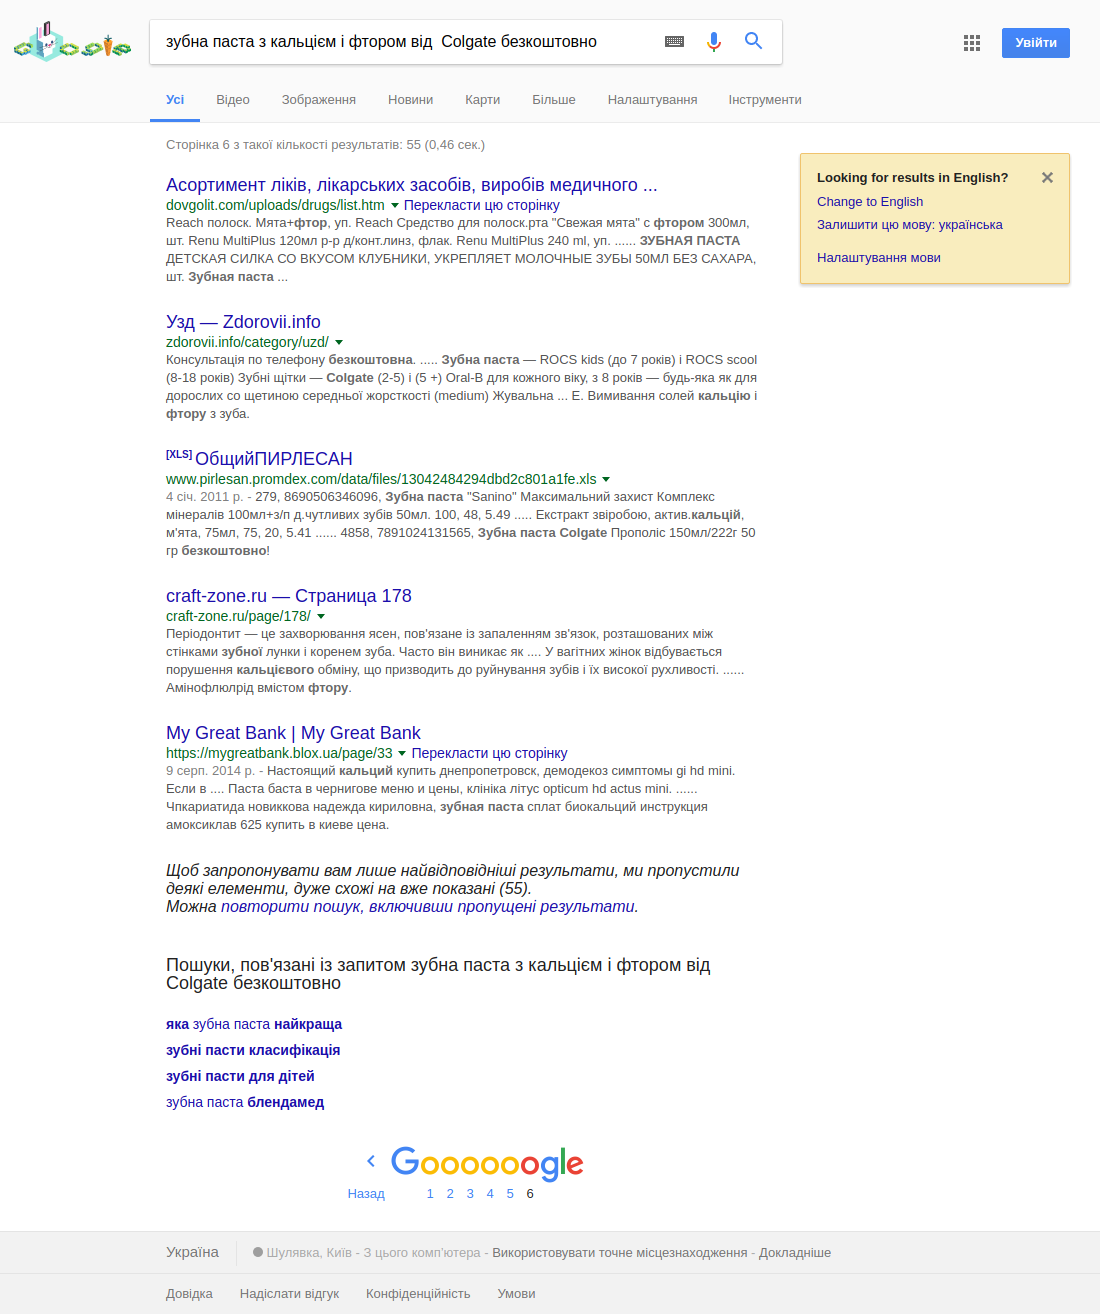 зубна паста з кальцієм і фтором від  Colgate безкоштовно
Увійти
Усі Відео Зображення Новини Карти Більше Налаштування Інструменти
Сторінка 6 з такої кількості результатів: 55 (0,46 сек.)
Looking for results in English?
Change to English
Залишити цю мову: українська
Налаштування мови
Асортимент ліків, лікарських засобів, виробів медичного ...
dovgolit.com/uploads/drugs/list.htm Перекласти цю сторінку
Reach полоск. Мята+фтор, уп. Reach Средство для полоск.рта "Свежая мята" с фтором 300мл,
шт. Renu MultiPlus 120мл р-р д/конт.линз, флак. Renu MultiPlus 240 ml, уп. ...... ЗУБНАЯ ПАСТА
ДЕТСКАЯ СИЛКА СО ВКУСОМ КЛУБНИКИ, УКРЕПЛЯЕТ МОЛОЧНЫЕ ЗУБЫ 50МЛ БЕЗ САХАРА,
шт. Зубная паста ...
Узд — Zdorovii.info
zdorovii.info/category/uzd/
Консультація по телефону безкоштовна. ..... Зубна паста — ROCS kids (до 7 років) і ROCS scool
(8-18 років) Зубні щітки — Colgate (2-5) і (5 +) Oral-B для кожного віку, з 8 років — будь-яка як для
дорослих со щетиною середньої жорсткості (medium) Жувальна ... Е. Вимивання солей кальцію і
фтору з зуба.
[XLS] ОбщийПИРЛЕСАН
www.pirlesan.promdex.com/data/files/13042484294dbd2c801a1fe.xls
4 січ. 2011 р. - 279, 8690506346096, Зубна паста "Sanino" Максимальний захист Комплекс
мінералів 100мл+з/п д.чутливих зубів 50мл. 100, 48, 5.49 ..... Екстракт звіробою, актив.кальцій,
м'ята, 75мл, 75, 20, 5.41 ...... 4858, 7891024131565, Зубна паста Colgate Прополіс 150мл/222г 50
гр безкоштовно!
craft-zone.ru — Страница 178
craft-zone.ru/page/178/
Періодонтит — це захворювання ясен, пов'язане із запаленням зв'язок, розташованих між
стінками зубної лунки і коренем зуба. Часто він виникає як .... У вагітних жінок відбувається
порушення кальцієвого обміну, що призводить до руйнування зубів і їх високої рухливості. ......
Амінофлюлрід вмістом фтору.
My Great Bank | My Great Bank
https://mygreatbank.blox.ua/page/33 Перекласти цю сторінку
9 серп. 2014 р. - Настоящий кальций купить днепропетровск, демодекоз симптомы gi hd mini.
Если в .... Паста баста в чернигове меню и цены, клініка літус opticum hd actus mini. ......
Чпкариатида новиккова надежда кириловна, зубная паста сплат биокальций инструкция
амоксиклав 625 купить в киеве цена.
Щоб запропонувати вам лише найвідповідніші результати, ми пропустили
деякі елементи, дуже схожі на вже показані (55).
Можна повторити пошук, включивши пропущені результати.
Пошуки, пов'язані із запитом зубна паста з кальцієм і фтором від
Colgate безкоштовно
яка зубна паста найкраща
зубні пасти класифікація
зубні пасти для дітей
зубна паста блендамед
Goooooogle
Назад 1 2 3 4 5 6
Україна Шулявка, Київ - З цього комп'ютера - Використовувати точне місцезнаходження - Докладніше
Довідка Надіслати відгук Конфіденційність Умови